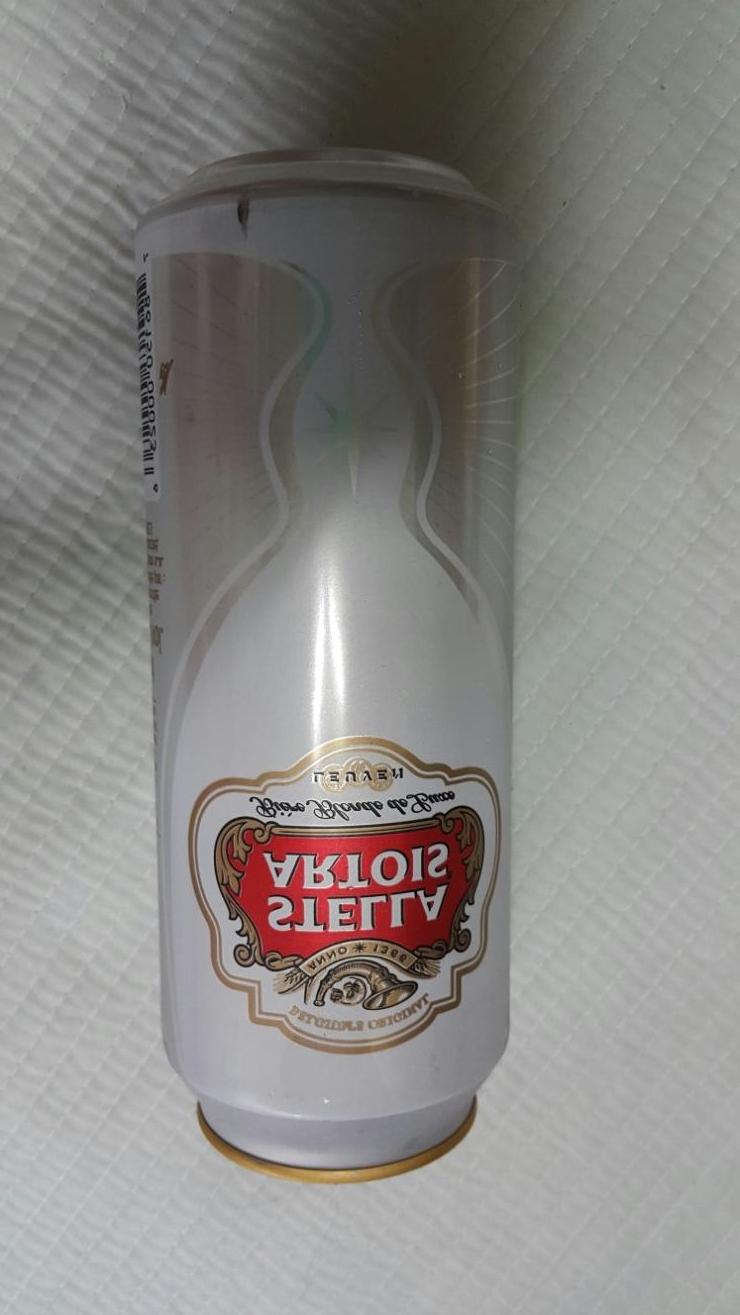 BELGIUM'S ORIGINAL
ANNO * 1366
STELLA
ARTOIS
Bière Blonde de Luxe
LEUVEN